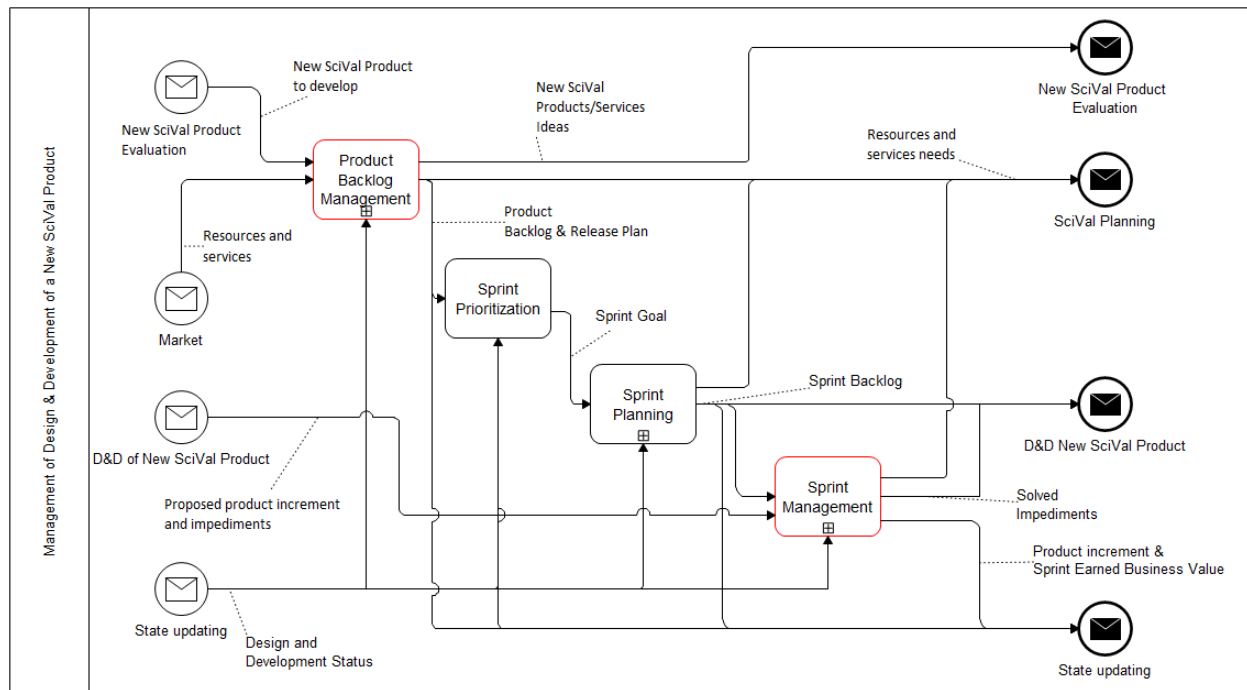 Management of Design & Development of a New SciVal Product
New SciVal Product
to develop
New SciVal Product
Evaluation
New SciVal
Products/Services
Ideas
New SciVal Product
Evaluation
Product
Backlog
Management
Resources and
services needs
SciVal Planning
Resources and
services
Product
Backlog & Release Plan
Market
Sprint
Prioritization
Sprint Goal
Sprint
Planning
Sprint Backlog
D&D of New SciVal Product
D&D New SciVal Product
Proposed product increment
and impediments
Sprint
Management
Solved
Impediments
Product increment &
Sprint Earned Business Value
State updating
Design and
Development Status
State updating